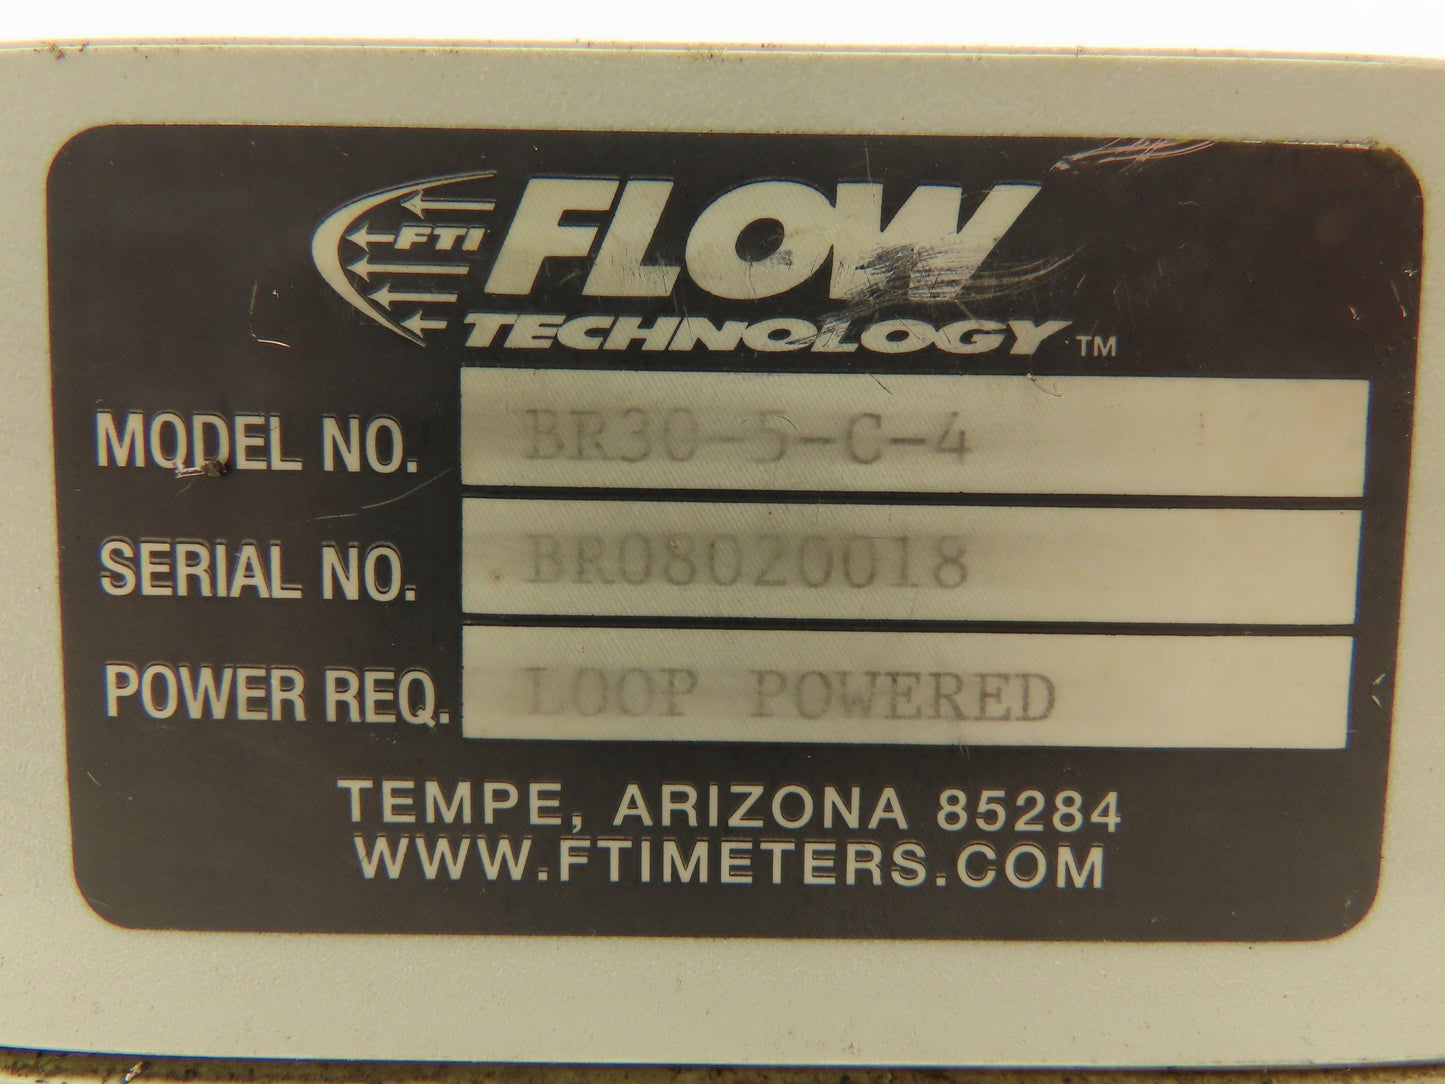 FTI FLOW
TECHNOLOGY™
MODEL NO. BR30-5-C-4
SERIAL NO. BR08020018
POWER REQ. LOOP POWERED
TEMPE, ARIZONA 85284
WWW.FTIMETERS.COM